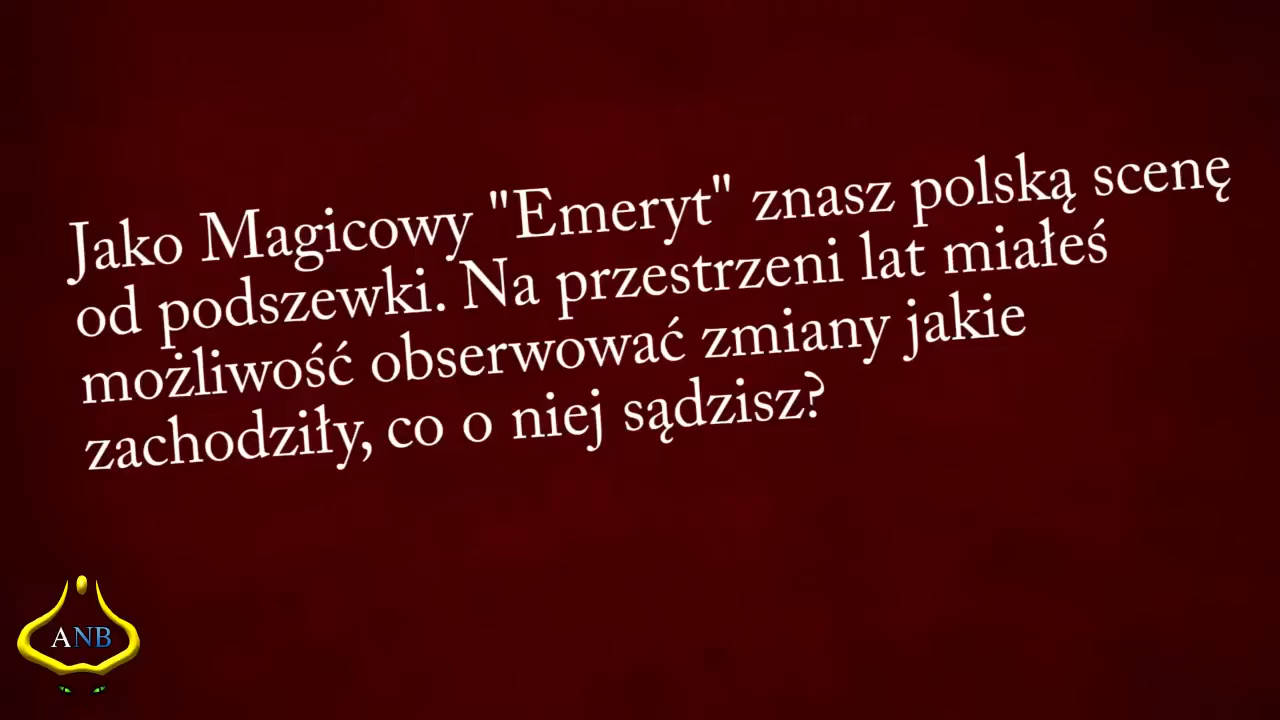 Jako Magicowy "Emeryt" znasz polską scenę
od podszewki. Na przestrzeni lat miałeś
możliwość obserwować zmiany jakie
zachodziły, co o niej sądzisz?
ANB